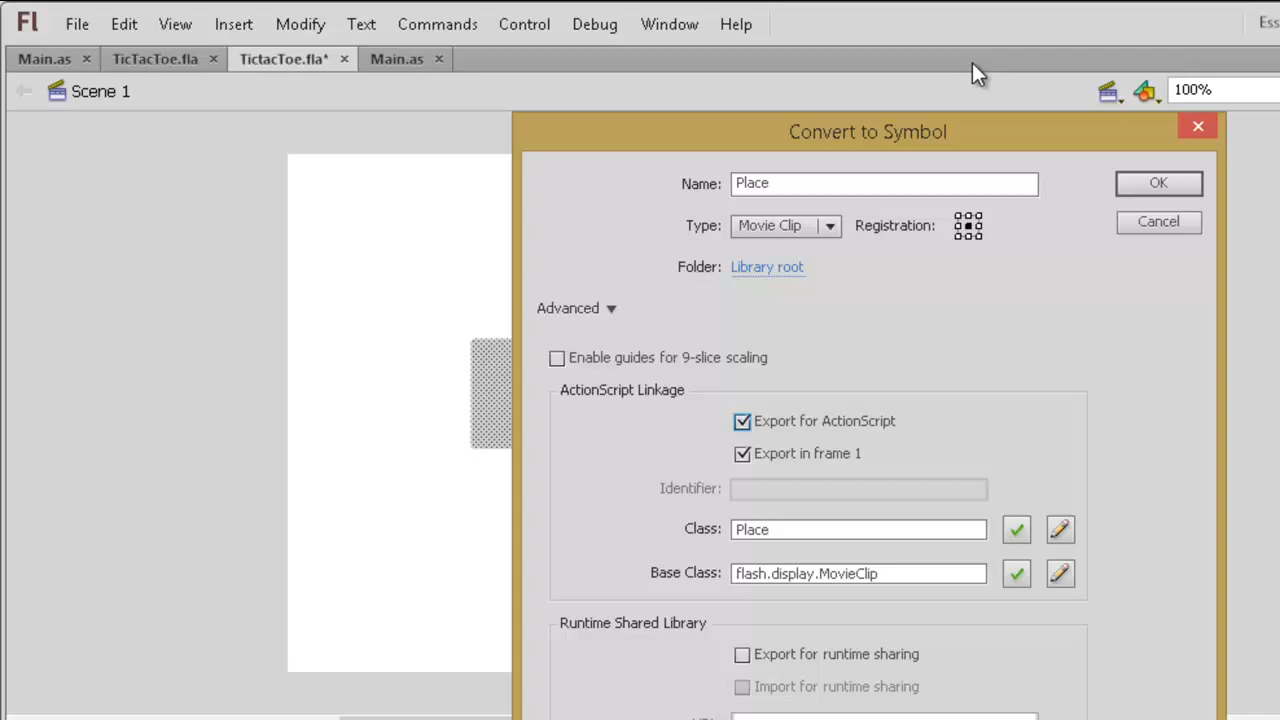 Fl File Edit View Insert Modify Text Commands Control Debug Window Help Ess
Main.as × TicTacToe.fla × TictacToe.fla* × Main.as ×
Scene 1 100%
Convert to Symbol
Name: Place OK
Type: Movie Clip Registration: Cancel
Folder: Library root
Advanced
Enable guides for 9-slice scaling
ActionScript Linkage
Export for ActionScript
Export in frame 1
Identifier:
Class: Place
Base Class: flash.display.MovieClip
Runtime Shared Library
Export for runtime sharing
Import for runtime sharing